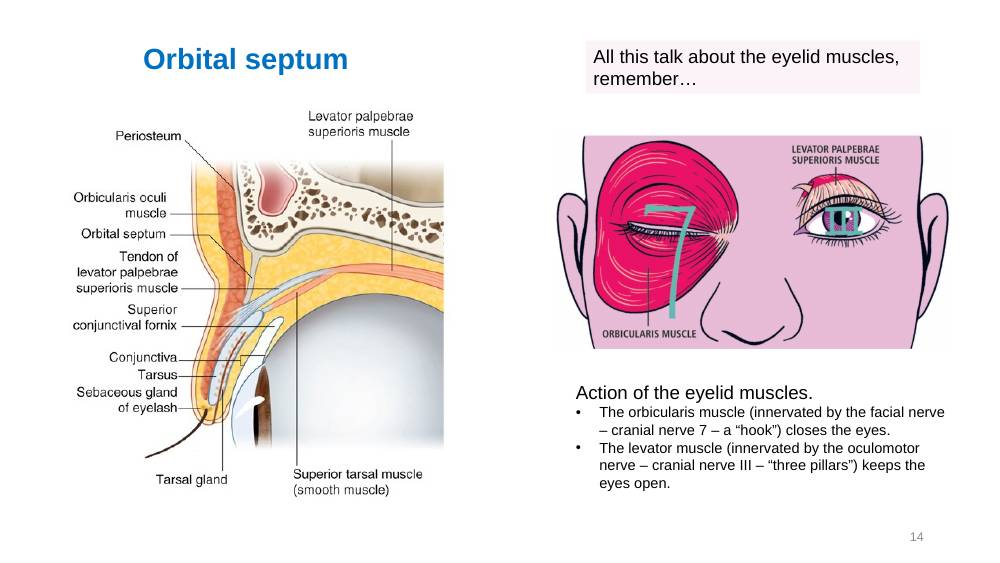 Orbital septum
All this talk about the eyelid muscles,
remember…
Levator palpebrae
superioris muscle
Periosteum
Orbicularis oculi
muscle
Orbital septum
Tendon of
levator palpebrae
superioris muscle
Superior
conjunctival fornix
Conjunctiva
Tarsus
Sebaceous gland
of eyelash
Tarsal gland
Superior tarsal muscle
(smooth muscle)
LEVATOR PALPEBRAE
SUPERIORIS MUSCLE
7
III
ORBICULARIS MUSCLE
Action of the eyelid muscles.
• The orbicularis muscle (innervated by the facial nerve
– cranial nerve 7 – a “hook”) closes the eyes.
• The levator muscle (innervated by the oculomotor
nerve – cranial nerve III – “three pillars”) keeps the
eyes open.
14